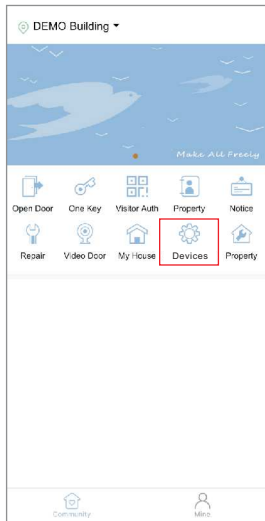 DEMO Building
Make All Freely
Open Door One Key Visitor Auth Property Notice
Repair Video Door My House Devices Property
Community Mine